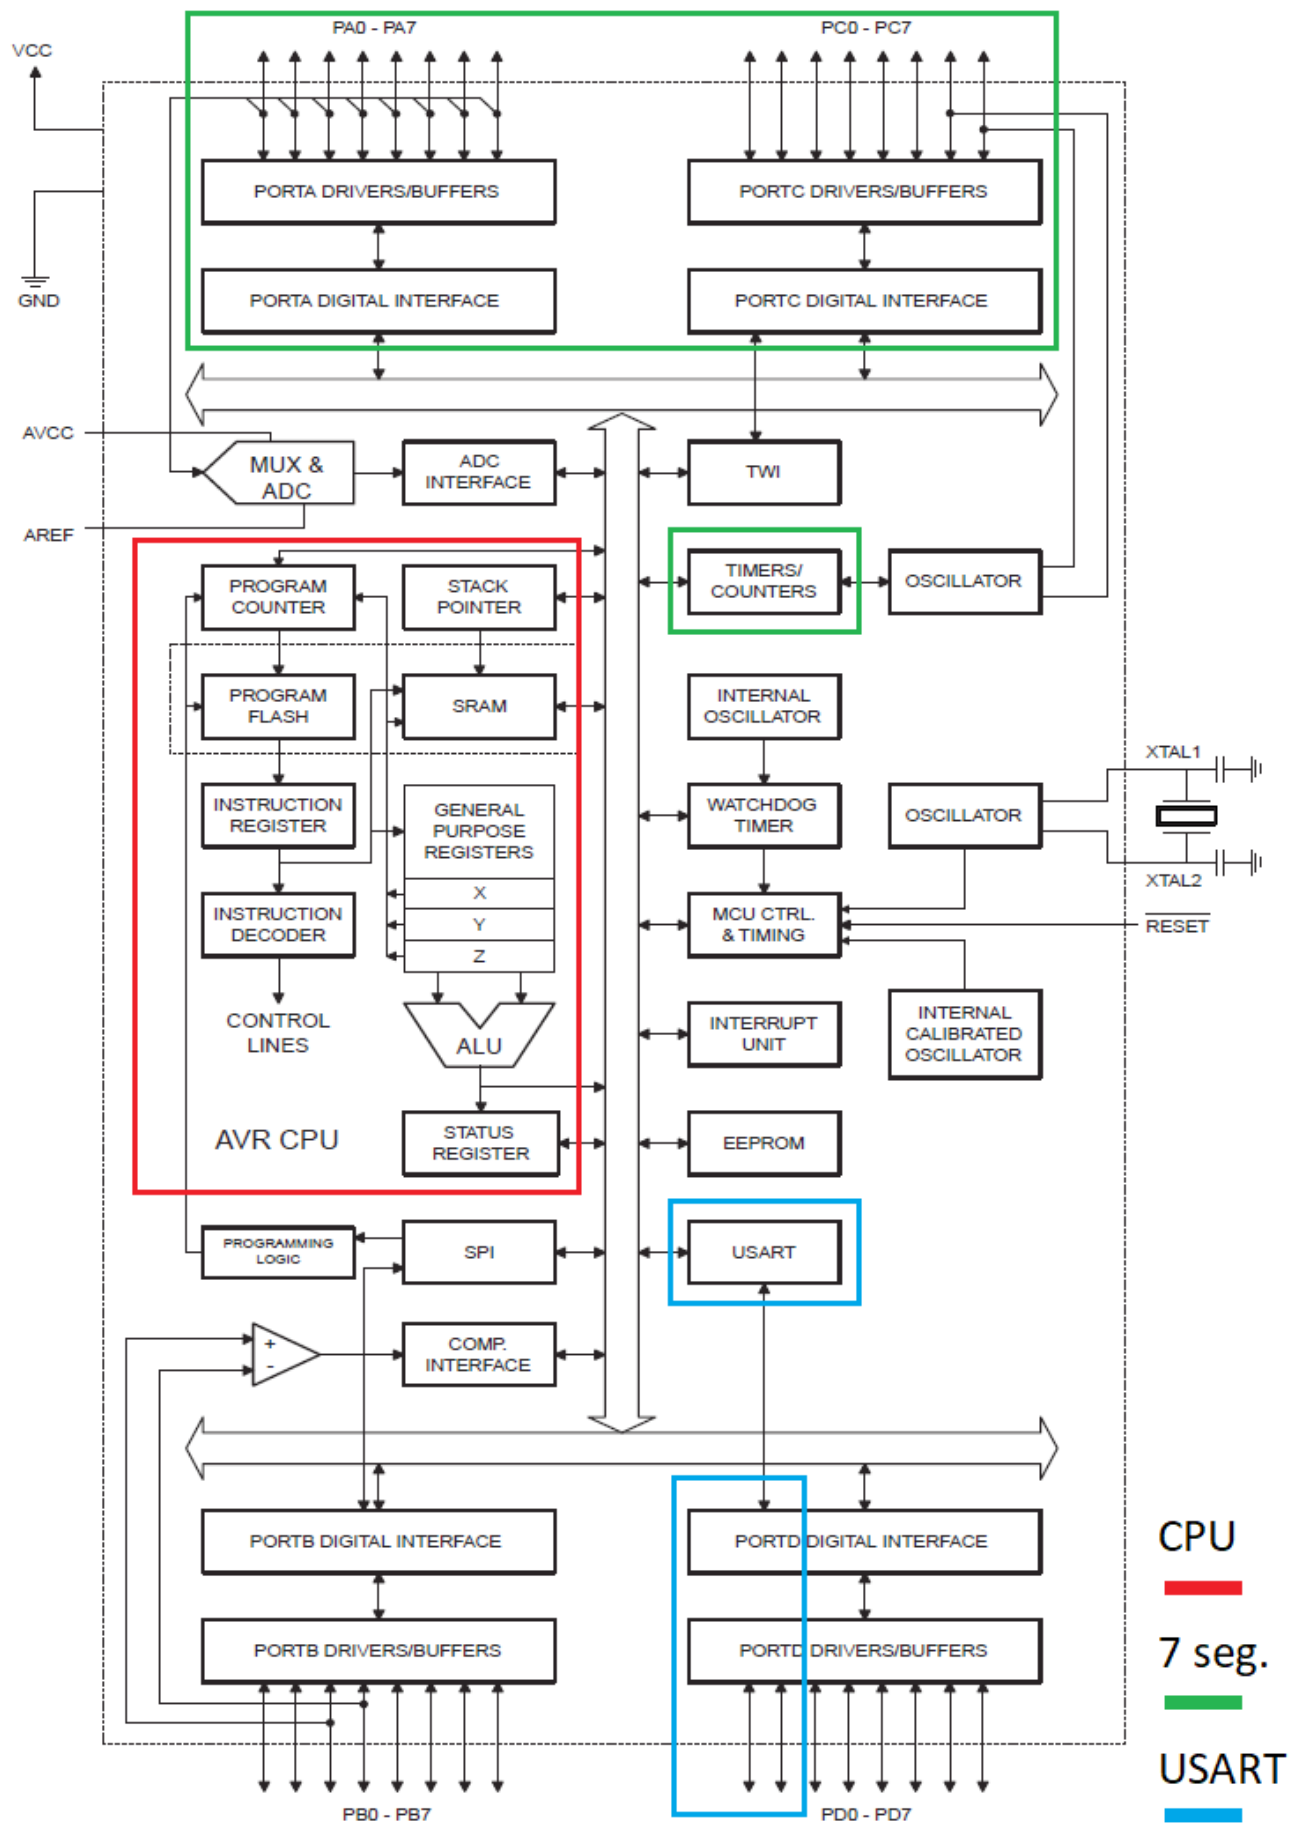 PA0 - PA7
PC0 - PC7
VCC
PORTA DRIVERS/BUFFERS
PORTC DRIVERS/BUFFERS
GND
PORTA DIGITAL INTERFACE
PORTC DIGITAL INTERFACE
AVCC
MUX &
ADC
ADC
INTERFACE
TWI
AREF
PROGRAM
COUNTER
STACK
POINTER
TIMERS/
COUNTERS
OSCILLATOR
PROGRAM
FLASH
SRAM
INTERNAL
OSCILLATOR
XTAL1
INSTRUCTION
REGISTER
GENERAL
PURPOSE
REGISTERS
WATCHDOG
TIMER
OSCILLATOR
X
XTAL2
INSTRUCTION
DECODER
Y
MCU CTRL.
& TIMING
RESET
Z
CONTROL
LINES
ALU
INTERRUPT
UNIT
INTERNAL
CALIBRATED
OSCILLATOR
AVR CPU
STATUS
REGISTER
EEPROM
PROGRAMMING
LOGIC
SPI
USART
+
-
COMP.
INTERFACE
PORTB DIGITAL INTERFACE
PORTD DIGITAL INTERFACE
CPU
PORTB DRIVERS/BUFFERS
PORTD DRIVERS/BUFFERS
7 seg.
USART
PB0 - PB7
PD0 - PD7